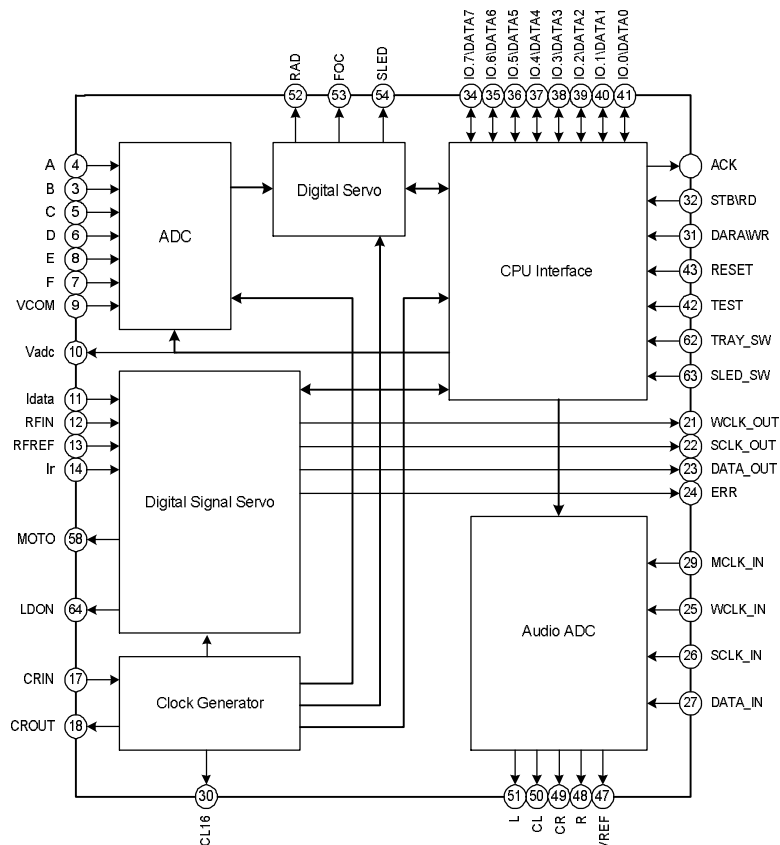 RAD
FOC
SLED
IO.7\DATA7
IO.6\DATA6
IO.5\DATA5
IO.4\DATA4
IO.3\DATA3
IO.2\DATA2
IO.1\DATA1
IO.0\DATA0
52
53
54
34
35
36
37
38
39
40
41
A 4
B 3
C 5
D 6
E 8
F 7
VCOM 9
Vadc 10
Idata 11
RFIN 12
RFREF 13
Ir 14
MOTO 58
LDON 64
CRIN 17
CROUT 18
ADC
Digital Servo
CPU Interface
Digital Signal Servo
Audio ADC
Clock Generator
ACK
32 STB\RD
31 DARA\WR
43 RESET
42 TEST
62 TRAY_SW
63 SLED_SW
21 WCLK_OUT
22 SCLK_OUT
23 DATA_OUT
24 ERR
29 MCLK_IN
25 WCLK_IN
26 SCLK_IN
27 DATA_IN
30
51
50
49
48
47
CL16
L
CL
CR
R
VREF